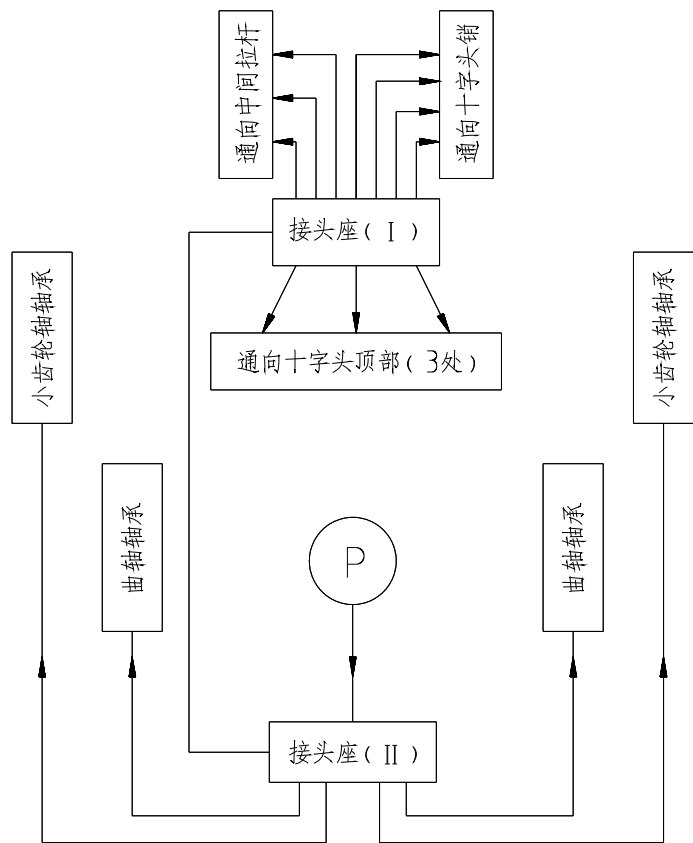 通向中间拉杆
通向十字头销
接头座(Ⅰ)
小齿轮轴轴承
小齿轮轴轴承
通向十字头顶部(3处)
曲轴轴承
曲轴轴承
P
接头座(Ⅱ)